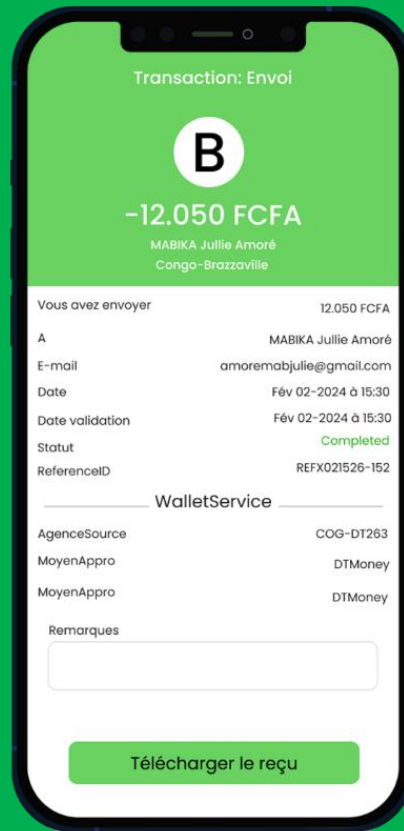 Transaction: Envoi
B
-12.050 FCFA
MABIKA Jullie Amoré
Congo-Brazzaville
Vous avez envoyer 12.050 FCFA
A MABIKA Jullie Amoré
E-mail amoremabjulie@gmail.com
Date Fév 02-2024 à 15:30
Date validation Fév 02-2024 à 15:30
Statut Completed
ReferenceID REFX021526-152
WalletService
AgenceSource COG-DT263
MoyenAppro DTMoney
MoyenAppro DTMoney
Remarques
Télécharger le reçu